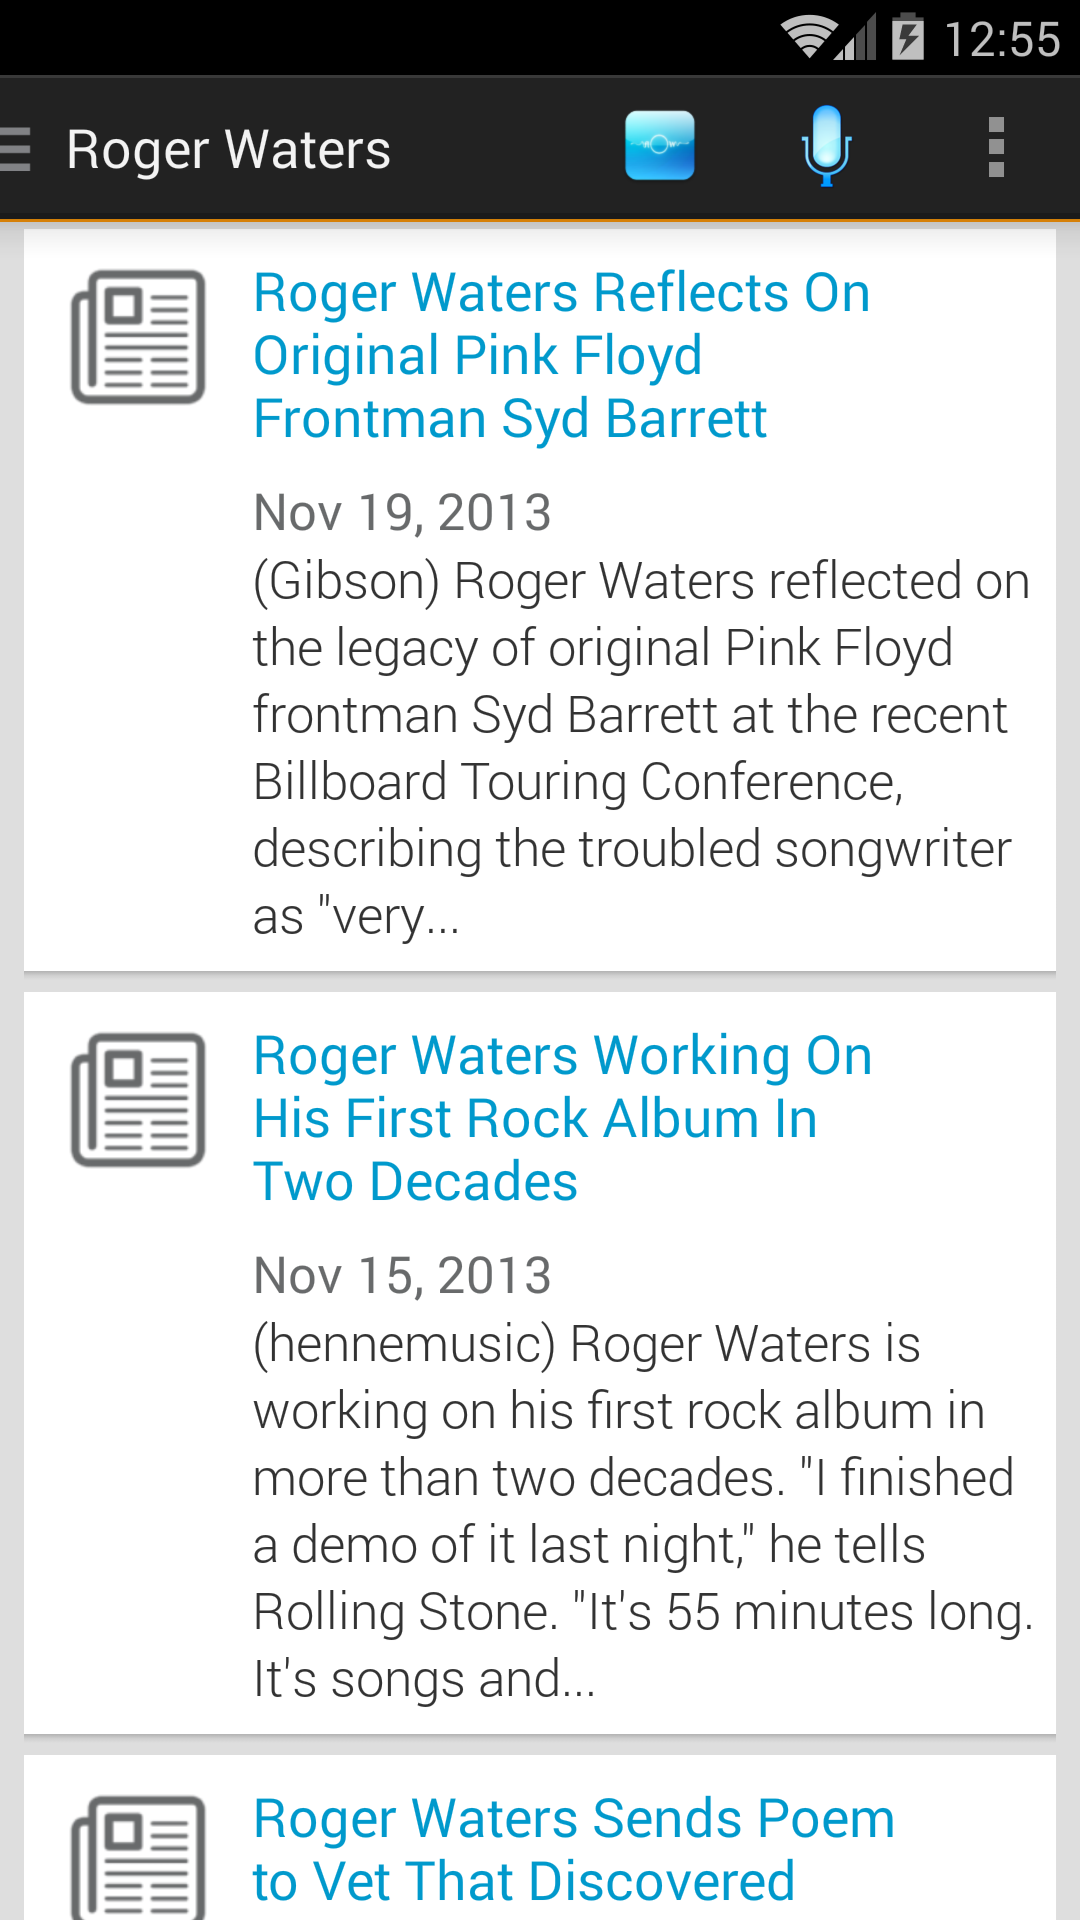 12:55
Roger Waters
Roger Waters Reflects On
Original Pink Floyd
Frontman Syd Barrett
Nov 19, 2013
(Gibson) Roger Waters reflected on
the legacy of original Pink Floyd
frontman Syd Barrett at the recent
Billboard Touring Conference,
describing the troubled songwriter
as "very...
Roger Waters Working On
His First Rock Album In
Two Decades
Nov 15, 2013
(hennemusic) Roger Waters is
working on his first rock album in
more than two decades. "I finished
a demo of it last night," he tells
Rolling Stone. "It's 55 minutes long.
It's songs and...
Roger Waters Sends Poem
to Vet That Discovered